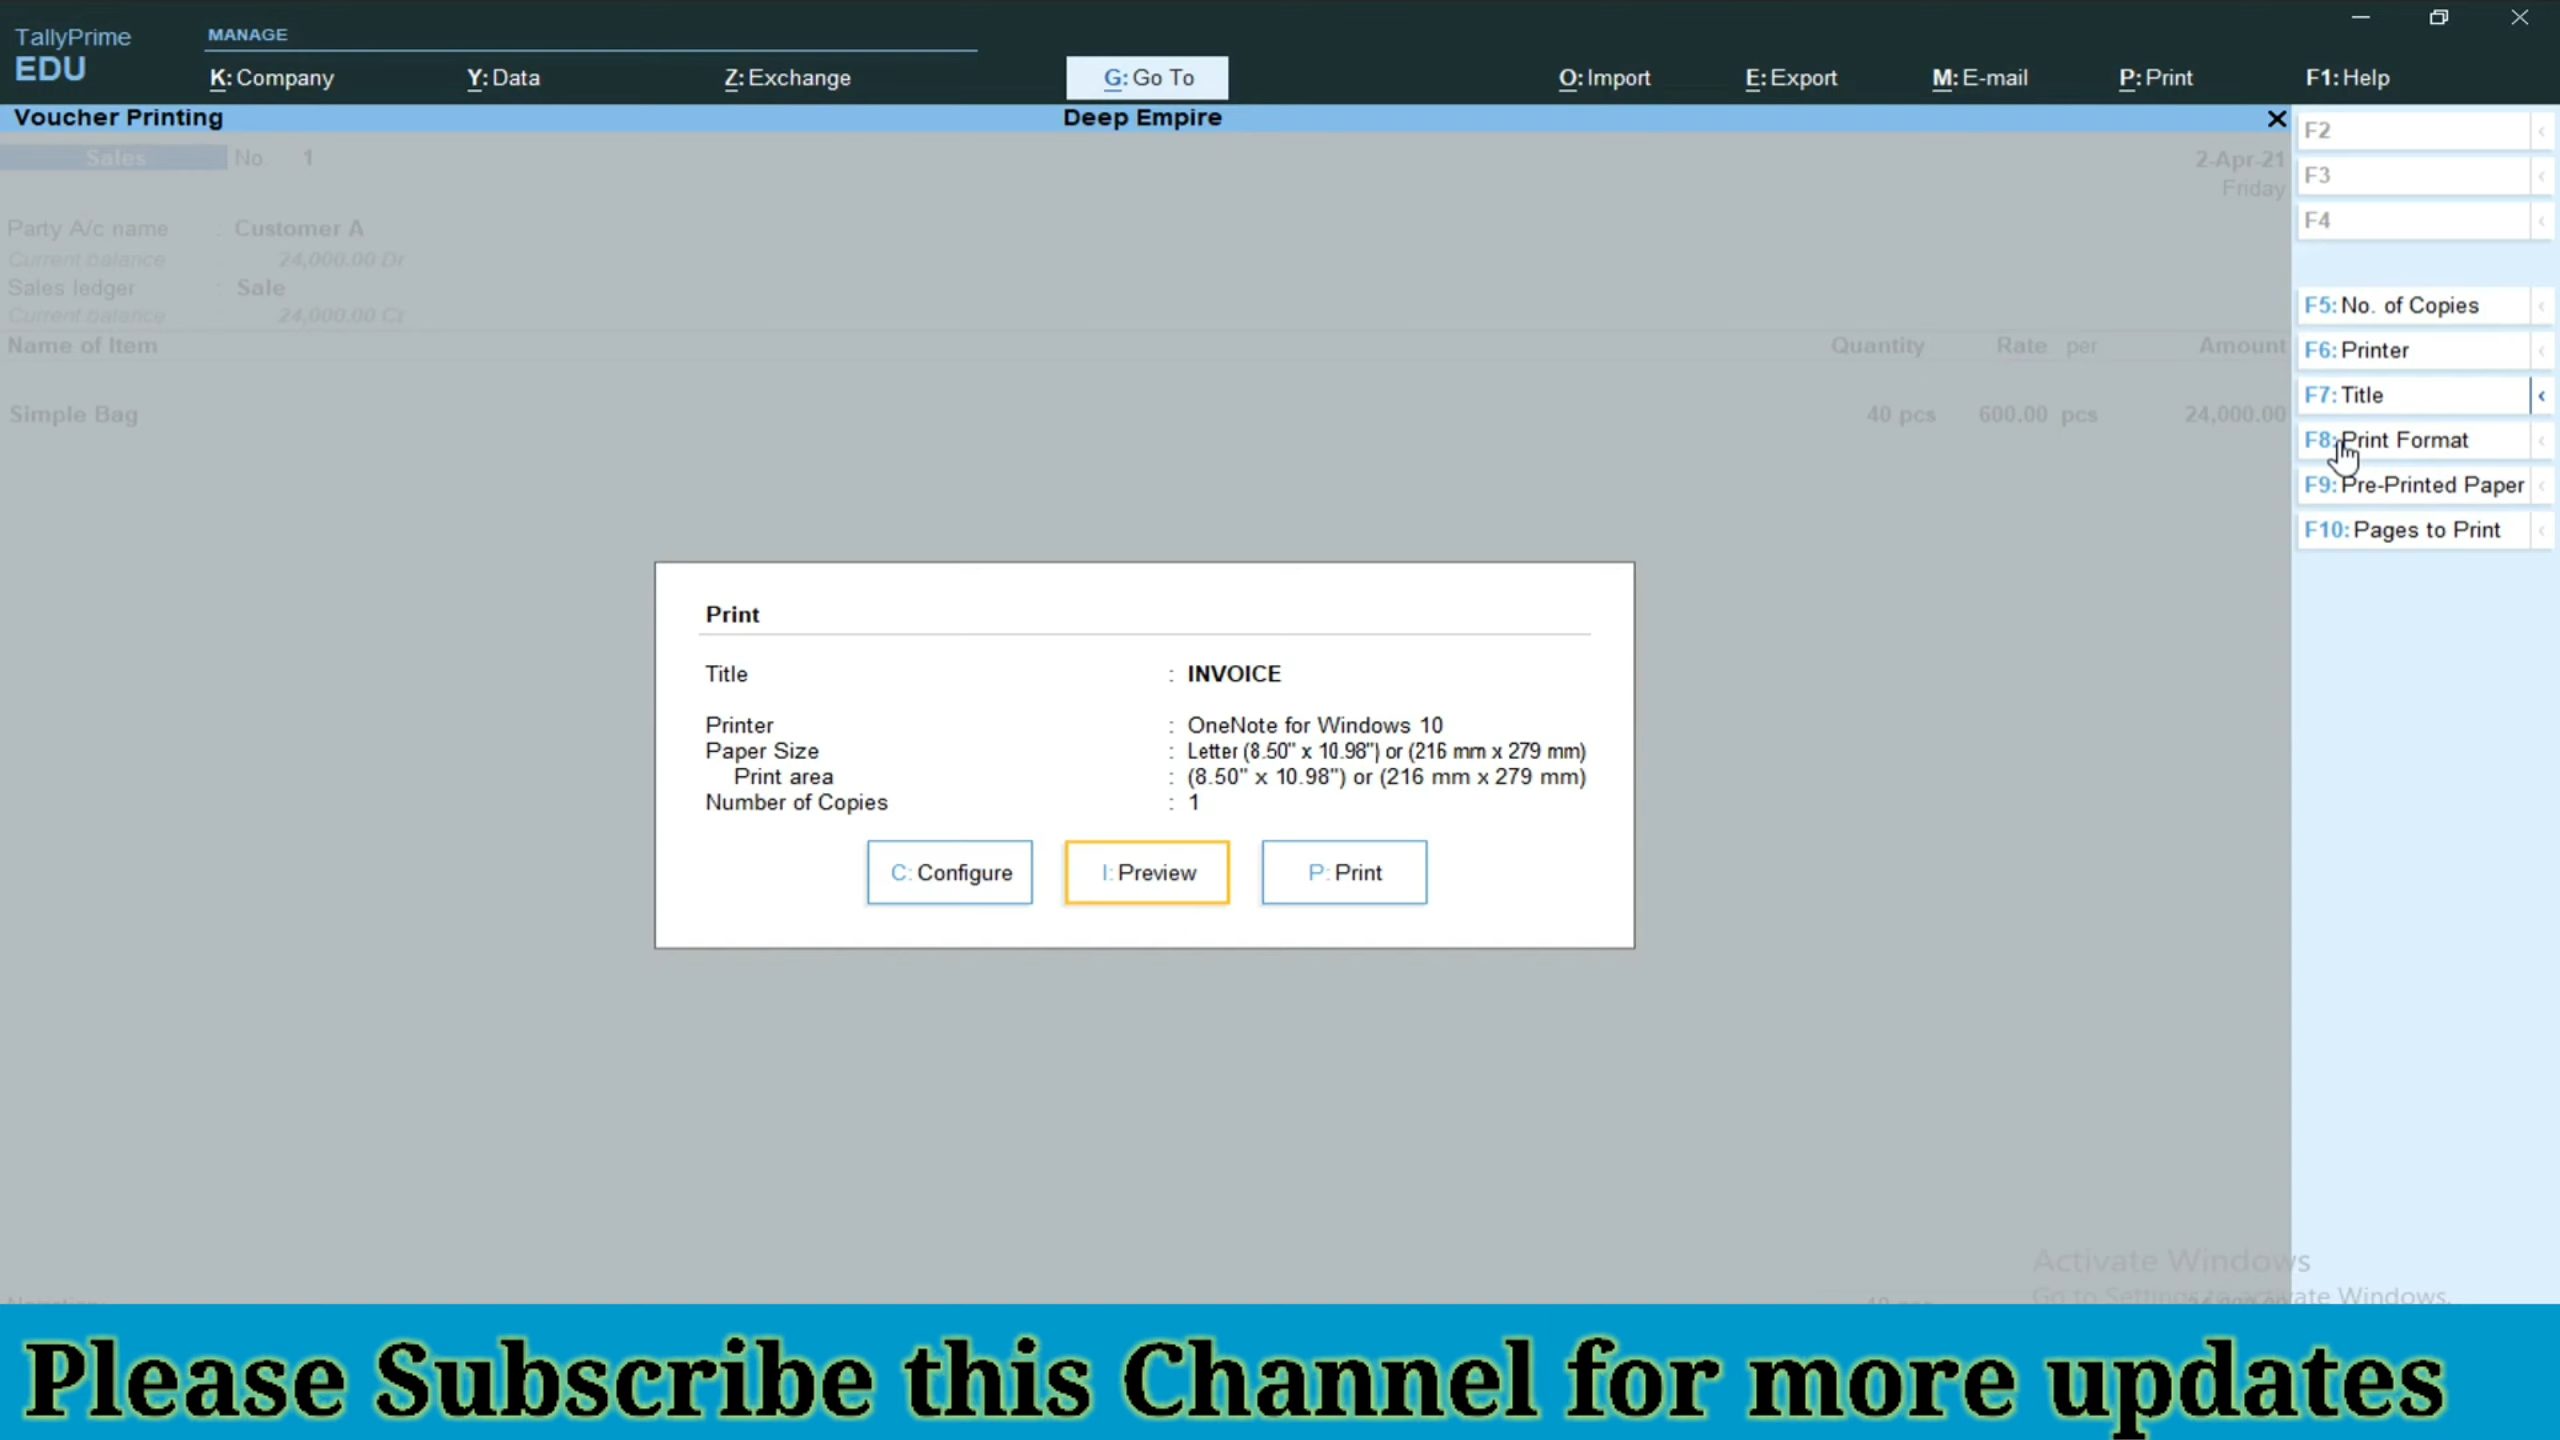 TallyPrime
EDU
MANAGE
K: Company
Y: Data
Z: Exchange
G: Go To
O: Import
E: Export
M: E-mail
P: Print
F1: Help
Voucher Printing
Deep Empire
Sales No. 1
2-Apr-21
Friday
Party A/c name : Customer A
Current balance : 24,000.00 Dr
Sales ledger : Sale
Current balance : 24,000.00 Cr
Name of Item Quantity Rate per Amount
Simple Bag 40 pcs 600.00 pcs 24,000.00
F2
F3
F4
F5: No. of Copies
F6: Printer
F7: Title
F8: Print Format
F9: Pre-Printed Paper
F10: Pages to Print
Print
Title : INVOICE
Printer : OneNote for Windows 10
Paper Size : Letter (8.50" x 10.98") or (216 mm x 279 mm)
Print area : (8.50" x 10.98") or (216 mm x 279 mm)
Number of Copies : 1
C: Configure
I: Preview
P: Print
Activate Windows
Go to Settings to activate Windows.
Please Subscribe this Channel for more updates